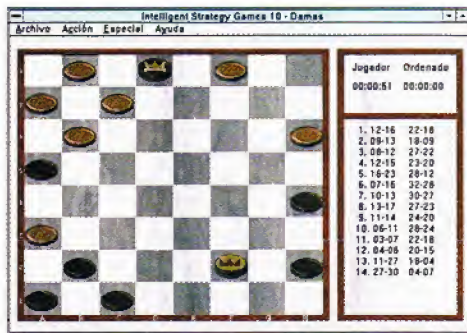 Intelligent Strategy Games 10 - Damas
Archivo Acción Especial Ayuda
Jugador Ordenado
00:00:51 00:00:00
1. 12-16 22-18
2. 09-13 18-09
3. 08-12 27-22
4. 12-15 23-20
5. 16-23 28-12
6. 07-16 32-28
7. 10-13 30-27
8. 13-17 27-23
9. 11-14 24-20
10. 06-11 28-24
11. 03-07 22-18
12. 04-08 20-15
13. 11-27 18-04
14. 27-30 04-07